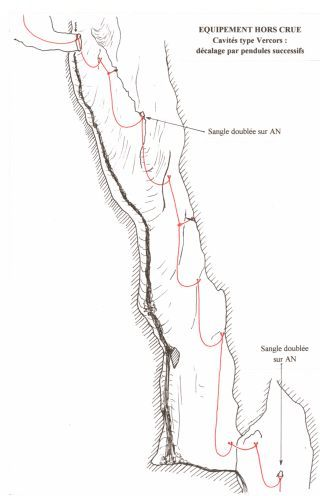 EQUIPEMENT HORS CRUE
Cavités type Vercors :
décalage par pendules successifs
Sangle doublée sur AN
Sangle doublée
sur AN